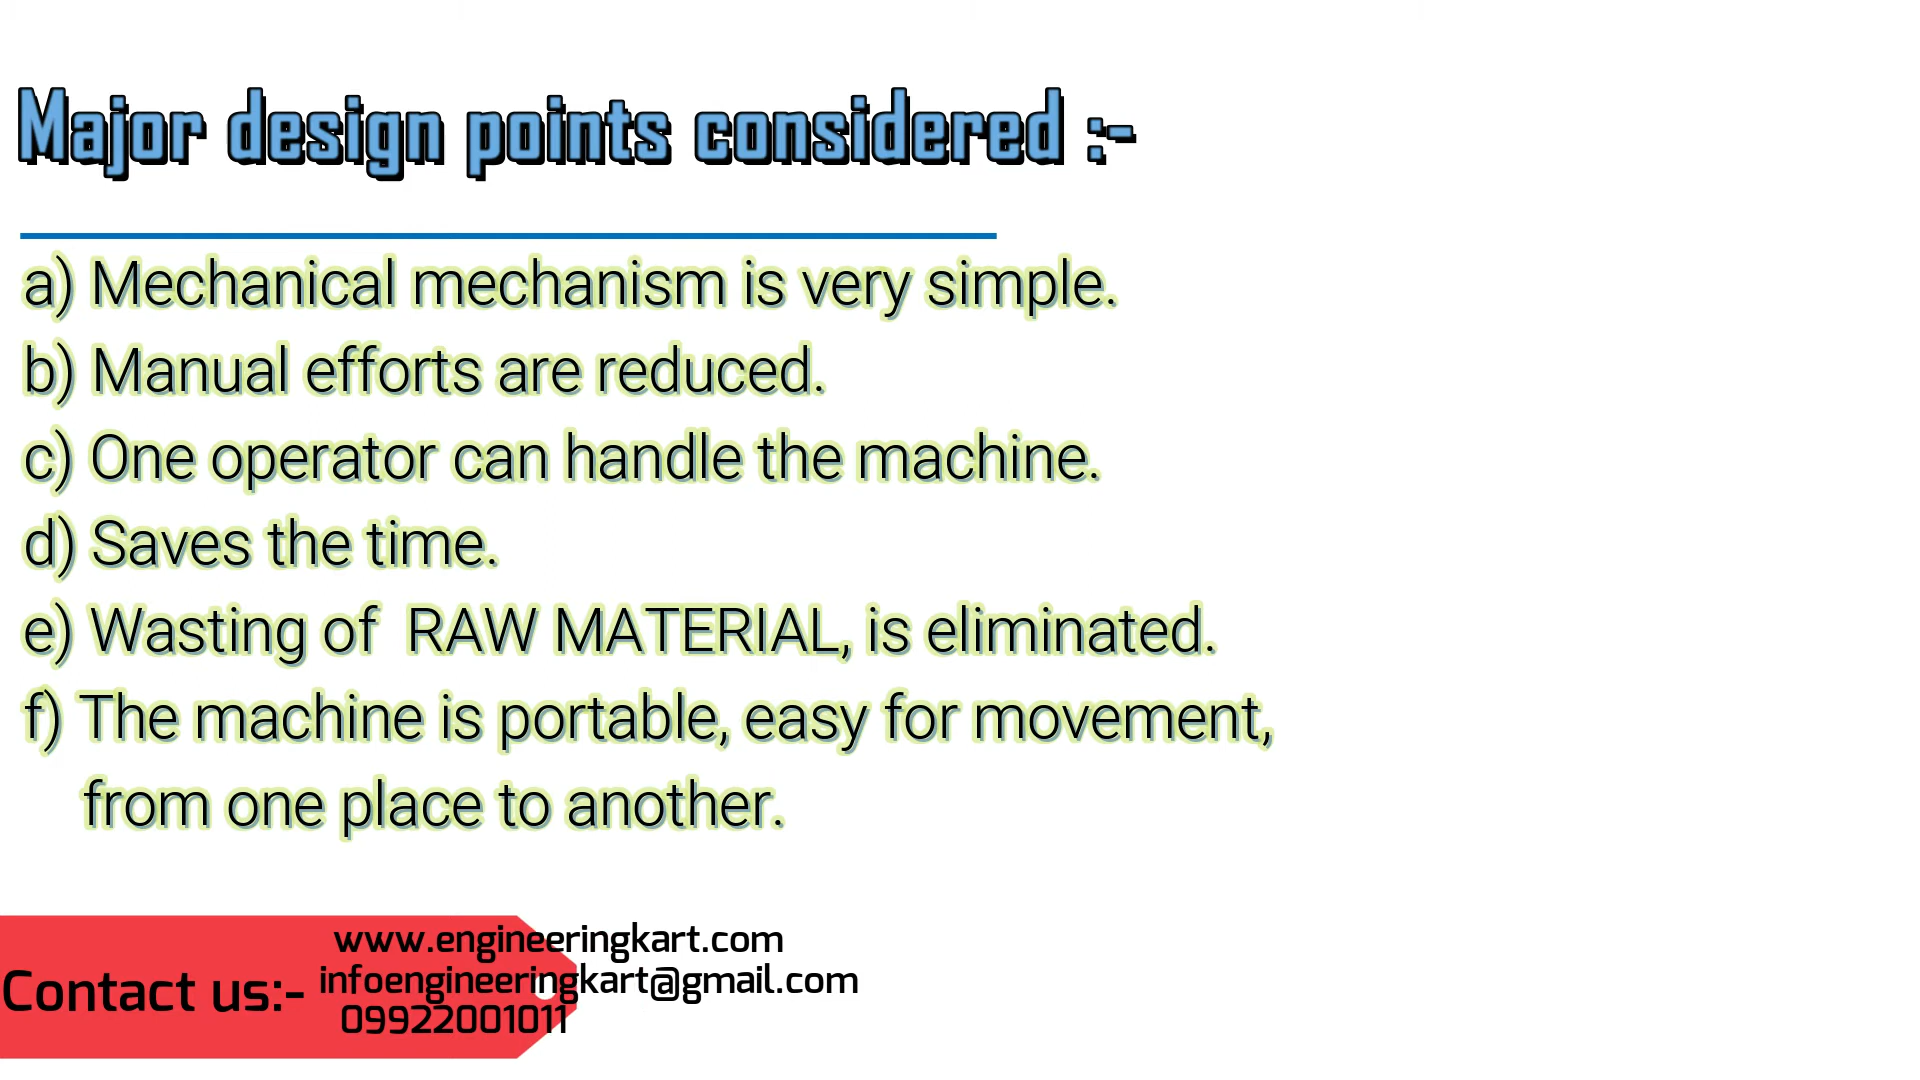 Major design points considered :-
a) Mechanical mechanism is very simple.
b) Manual efforts are reduced.
c) One operator can handle the machine.
d) Saves the time.
e) Wasting of  RAW MATERIAL, is eliminated.
f) The machine is portable, easy for movement,
from one place to another.
www.engineeringkart.com
Contact us:- infoengineeringkart@gmail.com
09922001011